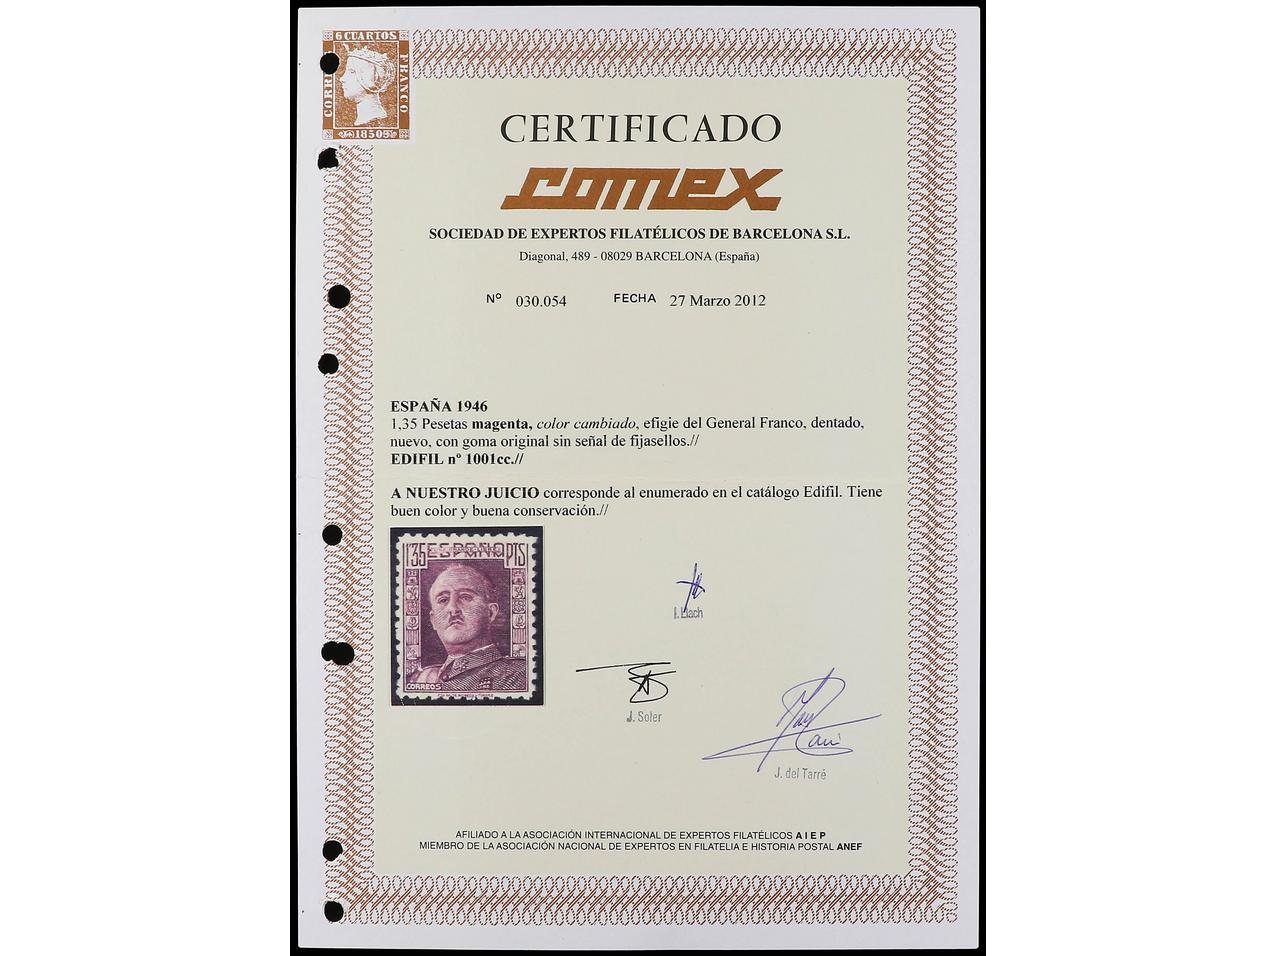 6 CUARTOS
FRANCO
1850
CERTIFICADO
comex
SOCIEDAD DE EXPERTOS FILATÉLICOS DE BARCELONA S.L.
Diagonal, 489 - 08029 BARCELONA (España)
Nº 030.054 FECHA 27 Marzo 2012
ESPAÑA 1946
1,35 Pesetas magenta, color cambiado, efigie del General Franco, dentado,
nuevo, con goma original sin señal de fijasellos.//
EDIFIL nº 1001cc.//
A NUESTRO JUICIO corresponde al enumerado en el catálogo Edifil. Tiene
buen color y buena conservación.//
1'35 ESPAÑA PTS
CORREOS
I. Llach
J. Soler
J. del Tarré
AFILIADO A LA ASOCIACIÓN INTERNACIONAL DE EXPERTOS FILATÉLICOS A I E P
MIEMBRO DE LA ASOCIACIÓN NACIONAL DE EXPERTOS EN FILATELIA E HISTORIA POSTAL ANEF